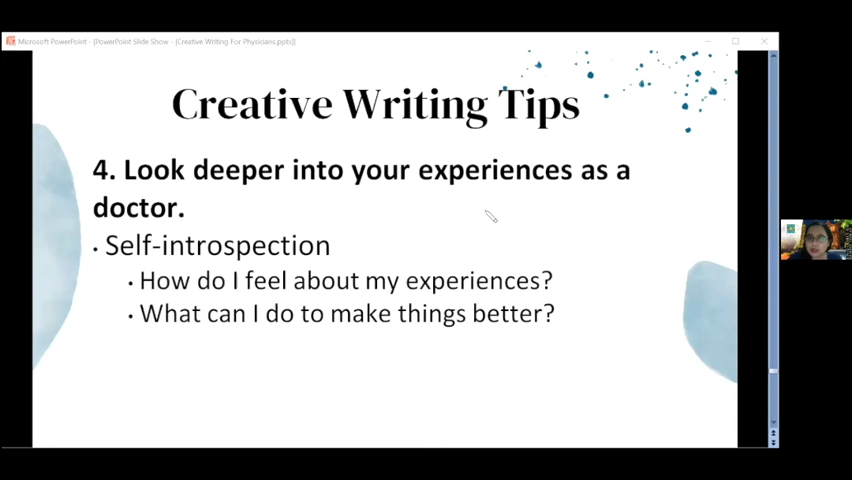 Microsoft PowerPoint - [PowerPoint Slide Show - [Creative Writing For Physicians.pptx]]
Creative Writing Tips
4. Look deeper into your experiences as a
doctor.
• Self-introspection
• How do I feel about my experiences?
• What can I do to make things better?